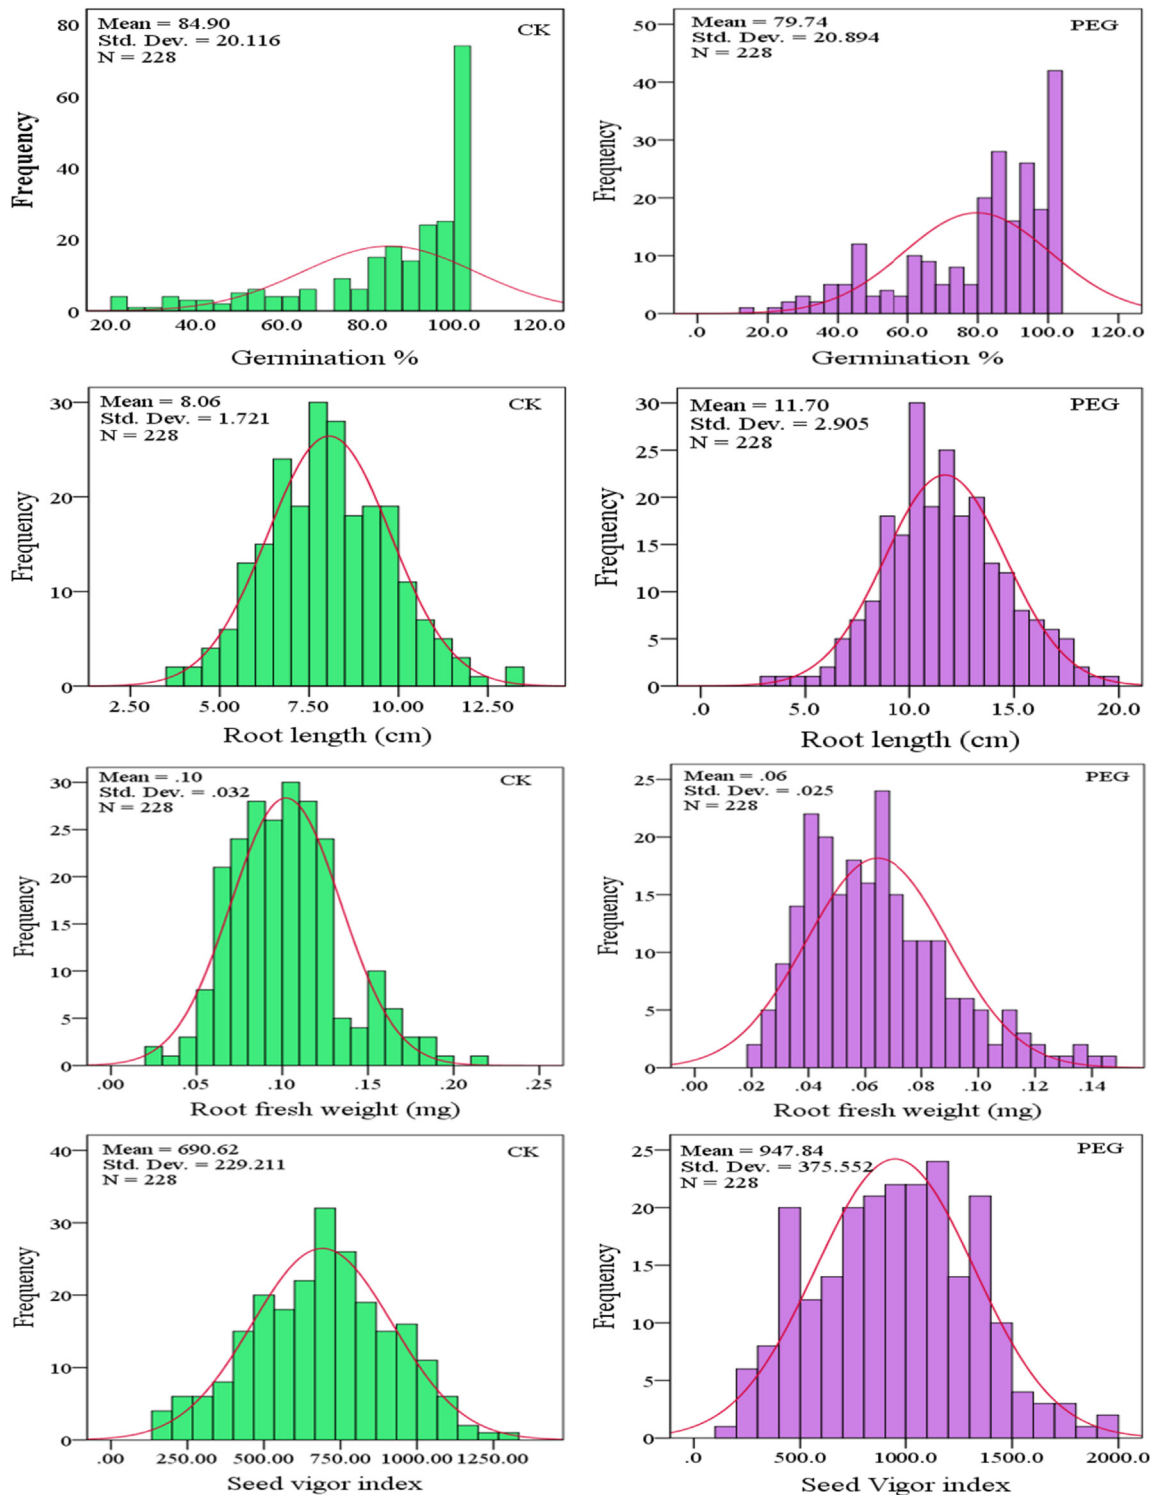 Mean = 84.90
Std. Dev. = 20.116
N = 228
CK
80
60
40
20
0
Frequency
20.0 40.0 60.0 80.0 100.0 120.0
Germination %
Mean = 79.74
Std. Dev. = 20.894
N = 228
PEG
50
40
30
20
10
0
Frequency
.0 20.0 40.0 60.0 80.0 100.0 120.0
Germination %
Mean = 8.06
Std. Dev. = 1.721
N = 228
CK
30
20
10
0
Frequency
2.50 5.00 7.50 10.00 12.50
Root length (cm)
Mean = 11.70
Std. Dev. = 2.905
N = 228
PEG
30
25
20
15
10
5
0
Frequency
.0 5.0 10.0 15.0 20.0
Root length (cm)
Mean = .10
Std. Dev. = .032
N = 228
CK
30
25
20
15
10
5
0
Frequency
.00 .05 .10 .15 .20 .25
Root fresh weight (mg)
Mean = .06
Std. Dev. = .025
N = 228
PEG
25
20
15
10
5
0
Frequency
.00 .02 .04 .06 .08 .10 .12 .14
Root fresh weight (mg)
Mean = 690.62
Std. Dev. = 229.211
N = 228
CK
40
30
20
10
0
Frequency
.00 250.00 500.00 750.00 1000.00 1250.00
Seed vigor index
Mean = 947.84
Std. Dev. = 375.552
N = 228
PEG
25
20
15
10
5
0
Frequency
.0 500.0 1000.0 1500.0 2000.0
Seed Vigor index